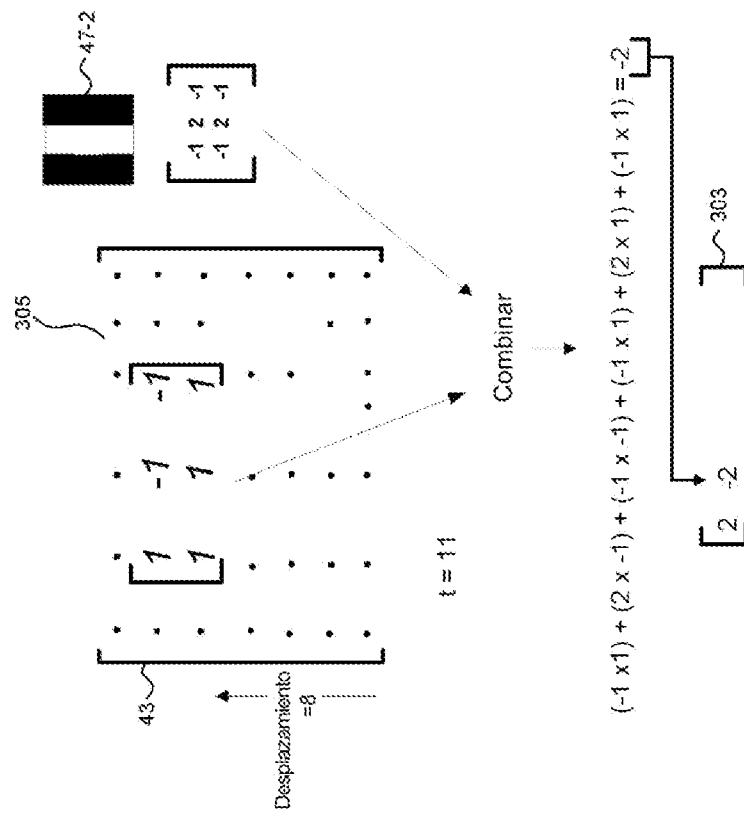 305
43
Desplazamiento
=8
1 -1 -1
1 1 1
t = 11
47-2
-1 2 -1
-1 2 -1
Combinar
(-1 x1) + (2 x -1) + (-1 x -1) + (-1 x 1) + (2 x 1) + (-1 x 1) = -2
2 -2
303